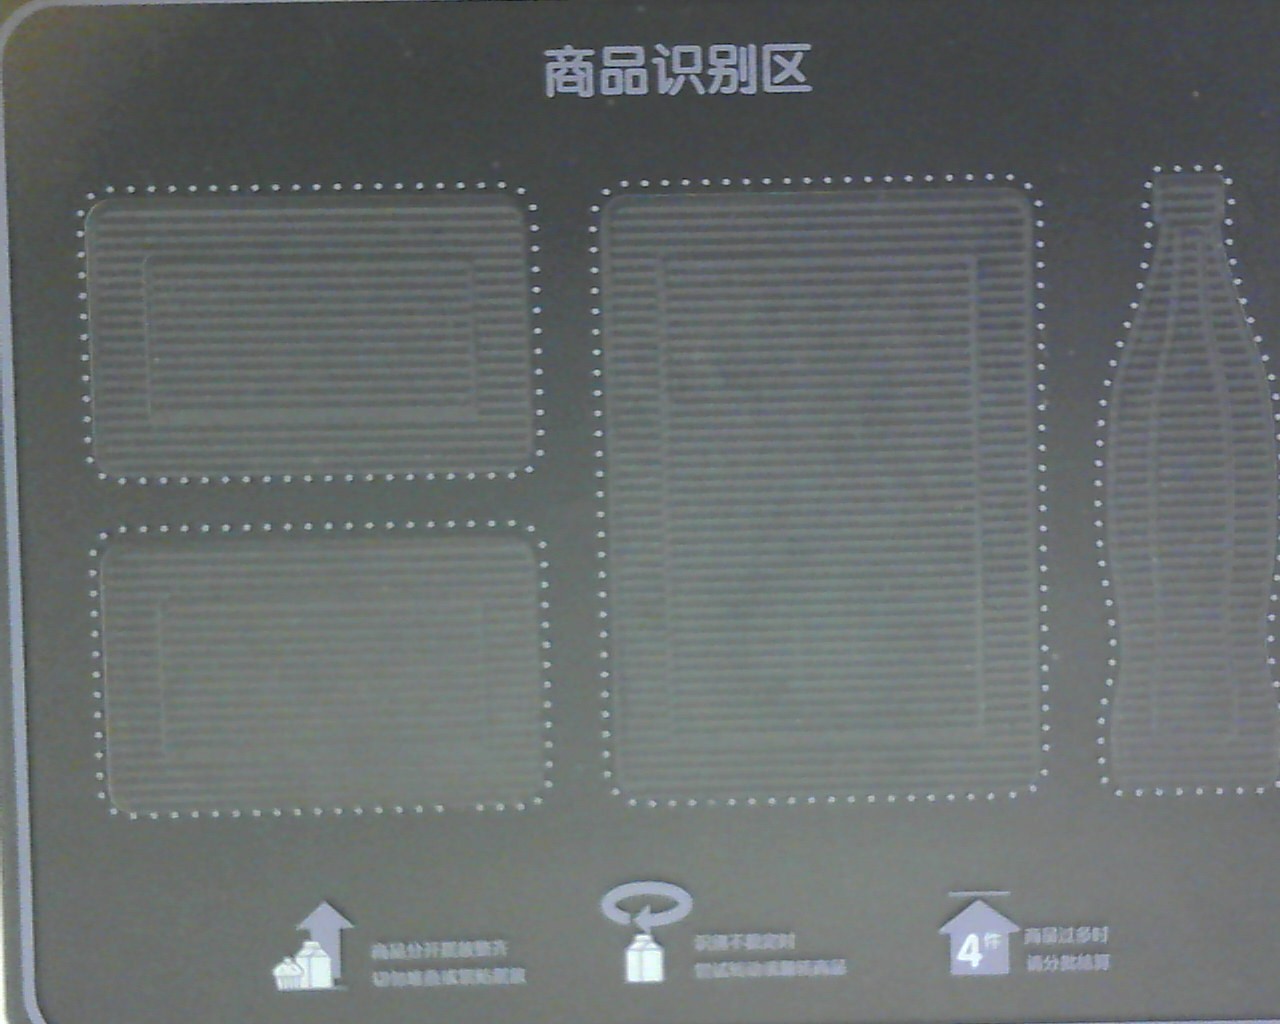 商品识别区
商品分开摆放整齐
切勿堆叠或紧贴摆放
识别不稳定时
尝试转动或翻转商品
4件
商品过多时
请分批结算